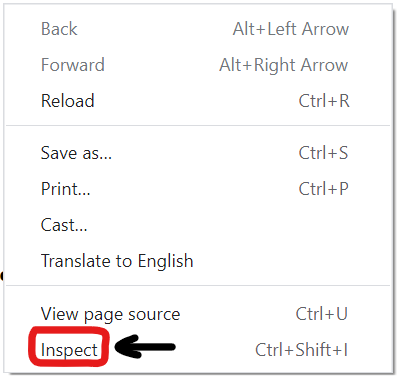 Back Alt+Left Arrow
Forward Alt+Right Arrow
Reload Ctrl+R
Save as... Ctrl+S
Print... Ctrl+P
Cast...
Translate to English
View page source Ctrl+U
Inspect Ctrl+Shift+I